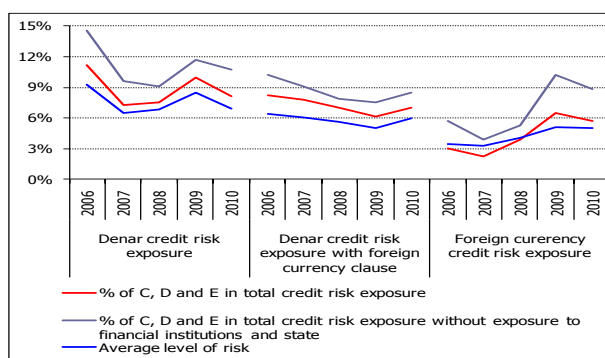 15%
12%
9%
6%
3%
0%
2006
2007
2008
2009
2010
2006
2007
2008
2009
2010
2006
2007
2008
2009
2010
Denar credit risk
exposure
Denar credit risk
exposure with foreign
currency clause
Foreign curerency
credit risk exposure
% of C, D and E in total credit risk exposure
% of C, D and E in total credit risk exposure without exposure to
financial institutions and state
Average level of risk